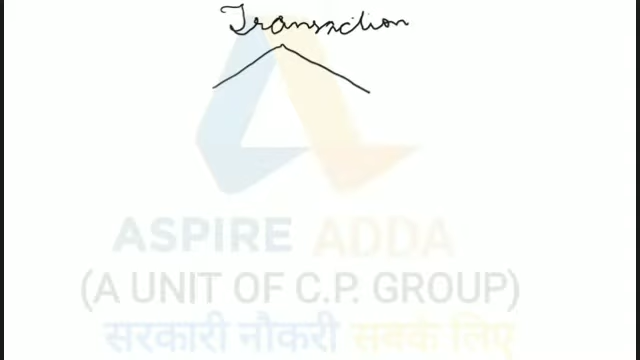 Transaction
ASPIRE ADDA
(A UNIT OF C.P. GROUP)
सरकारी नौकरी सबके लिए